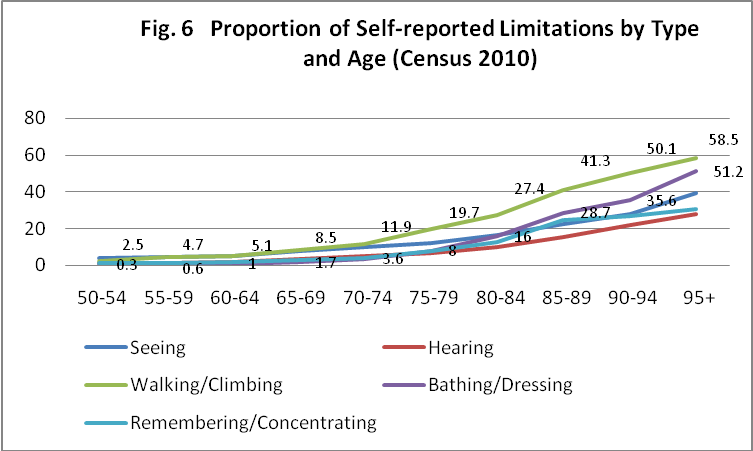 Fig. 6 Proportion of Self-reported Limitations by Type
and Age (Census 2010)
80
60
40
20
0
2.5 4.7 5.1 8.5 11.9 19.7 27.4 41.3 50.1 58.5
0.3 0.6 1 1.7 3.6 8 16 28.7 35.6 51.2
50-54 55-59 60-64 65-69 70-74 75-79 80-84 85-89 90-94 95+
Seeing Hearing
Walking/Climbing Bathing/Dressing
Remembering/Concentrating